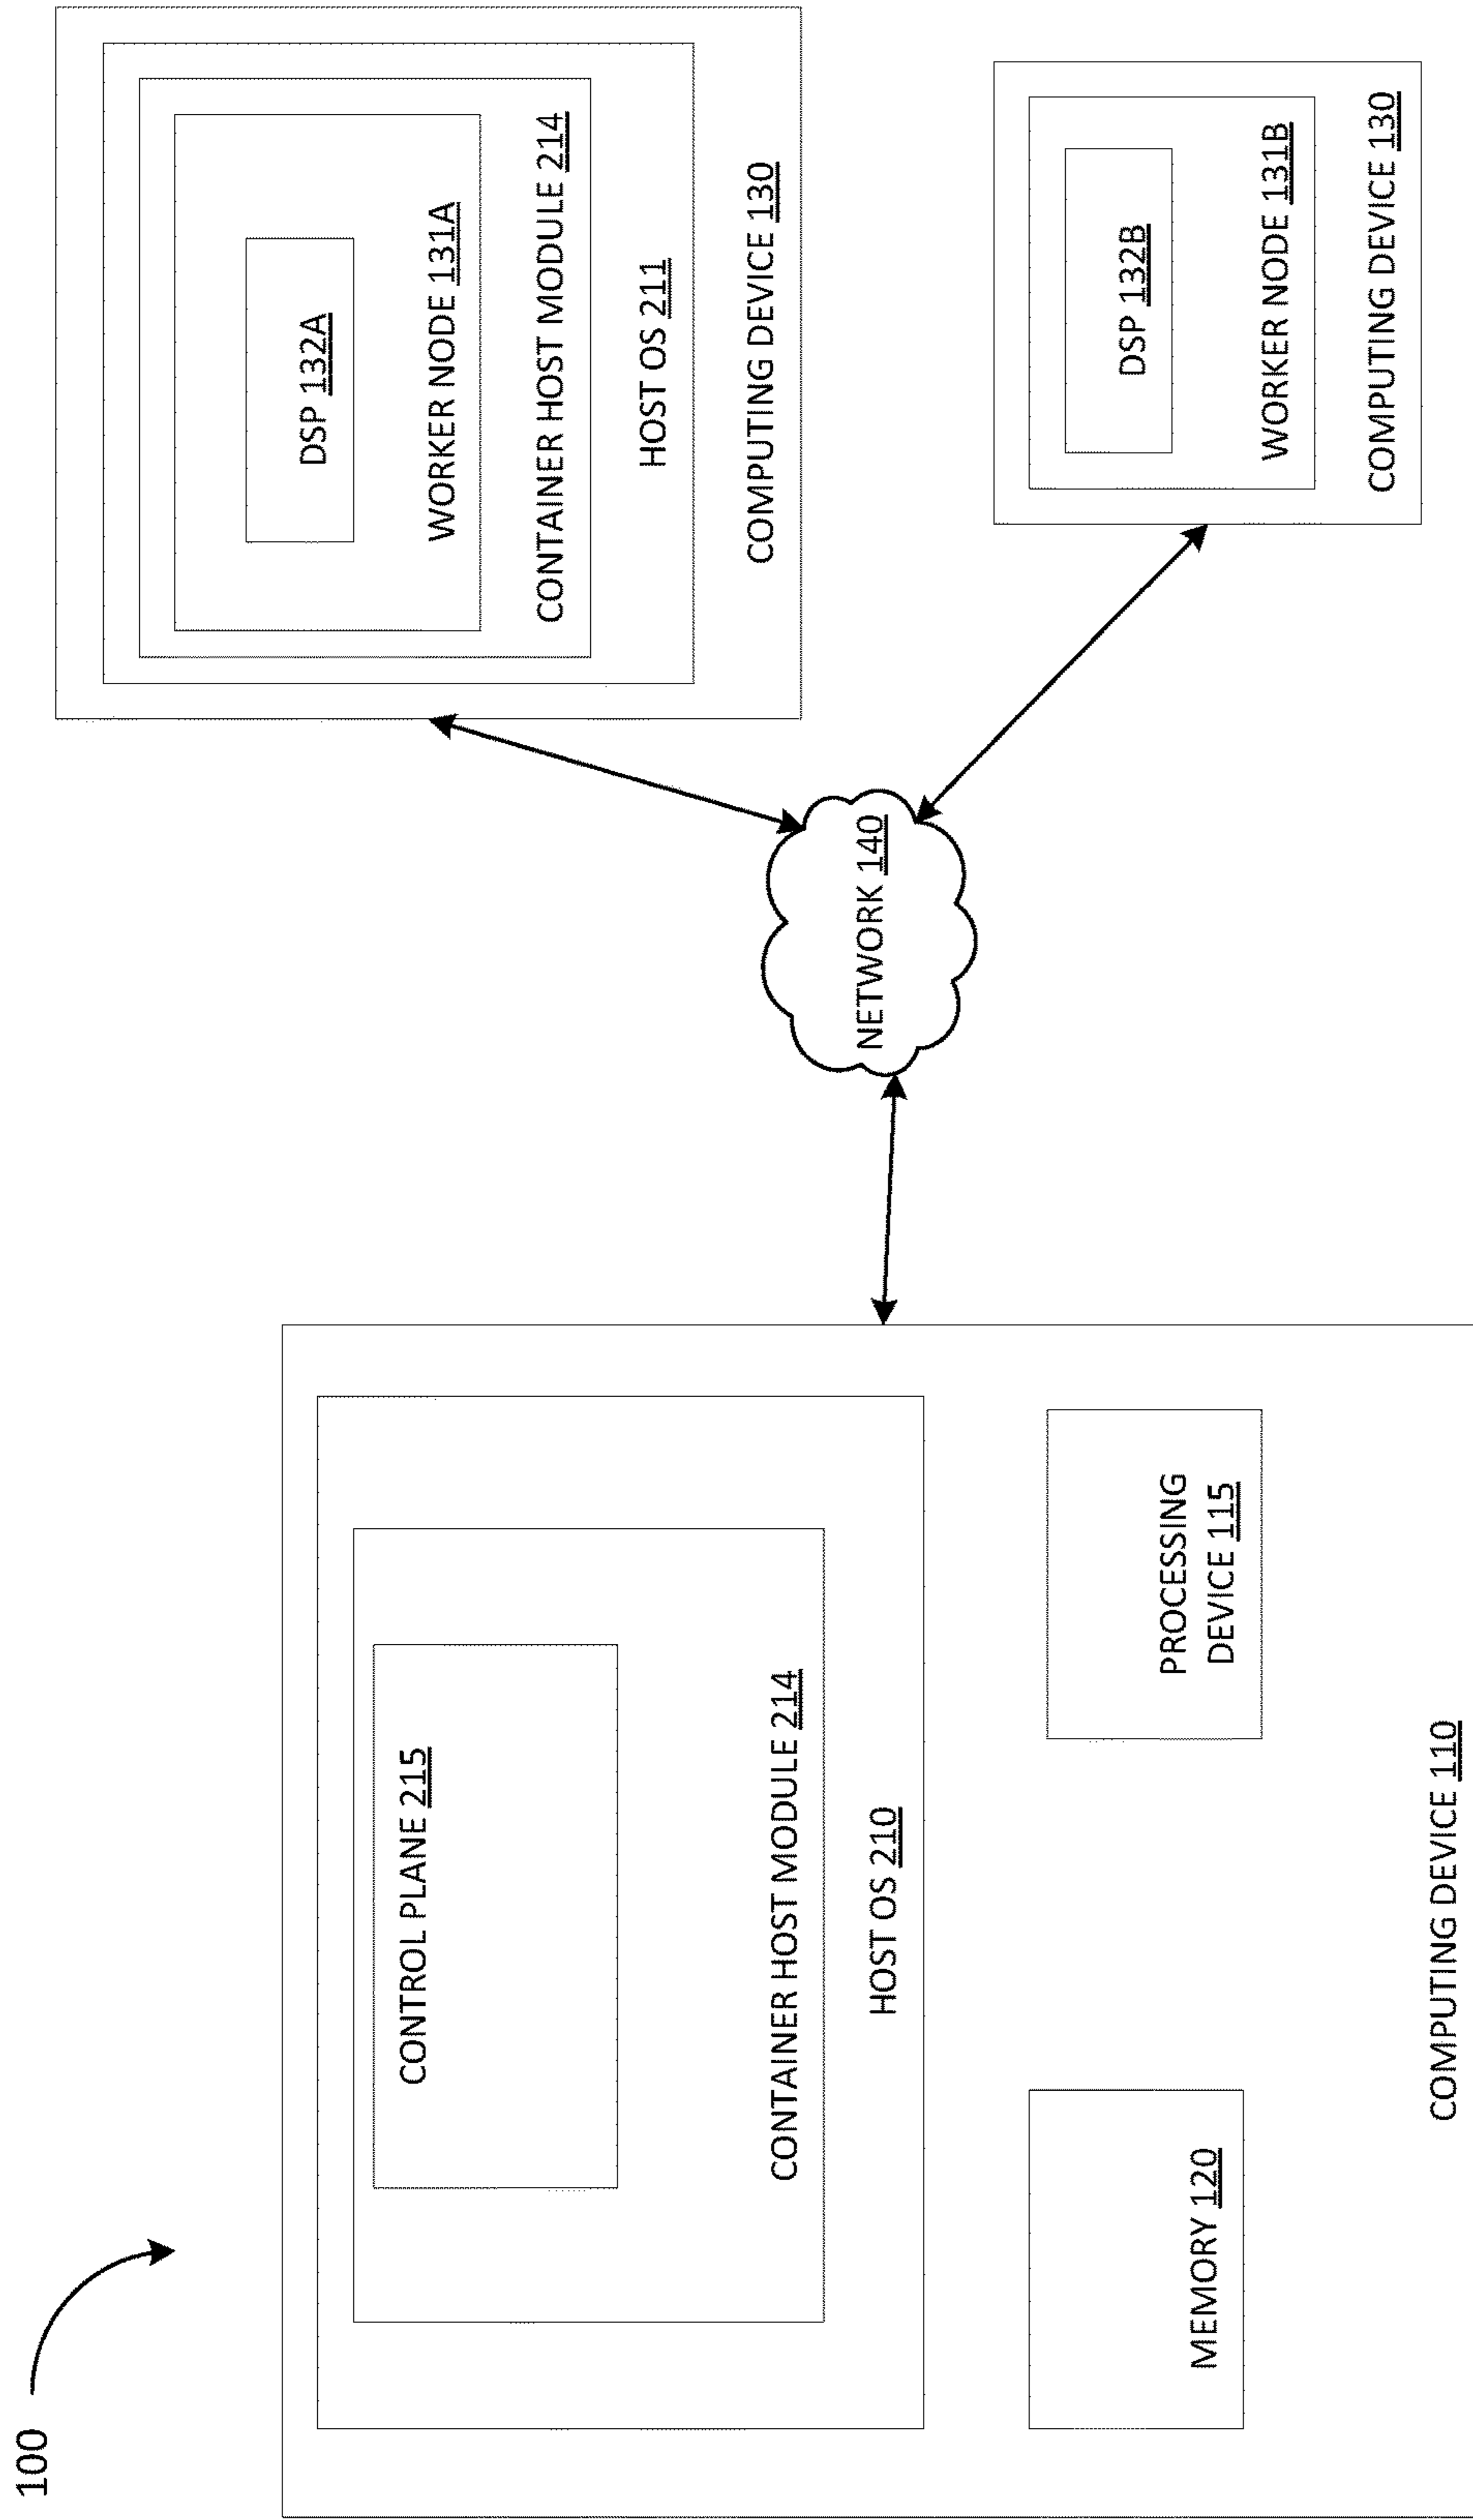 100
CONTROL PLANE 215
CONTAINER HOST MODULE 214
HOST OS 210
MEMORY 120
PROCESSING
DEVICE 115
COMPUTING DEVICE 110
NETWORK 140
DSP 132A
WORKER NODE 131A
CONTAINER HOST MODULE 214
HOST OS 211
COMPUTING DEVICE 130
DSP 132B
WORKER NODE 131B
COMPUTING DEVICE 130